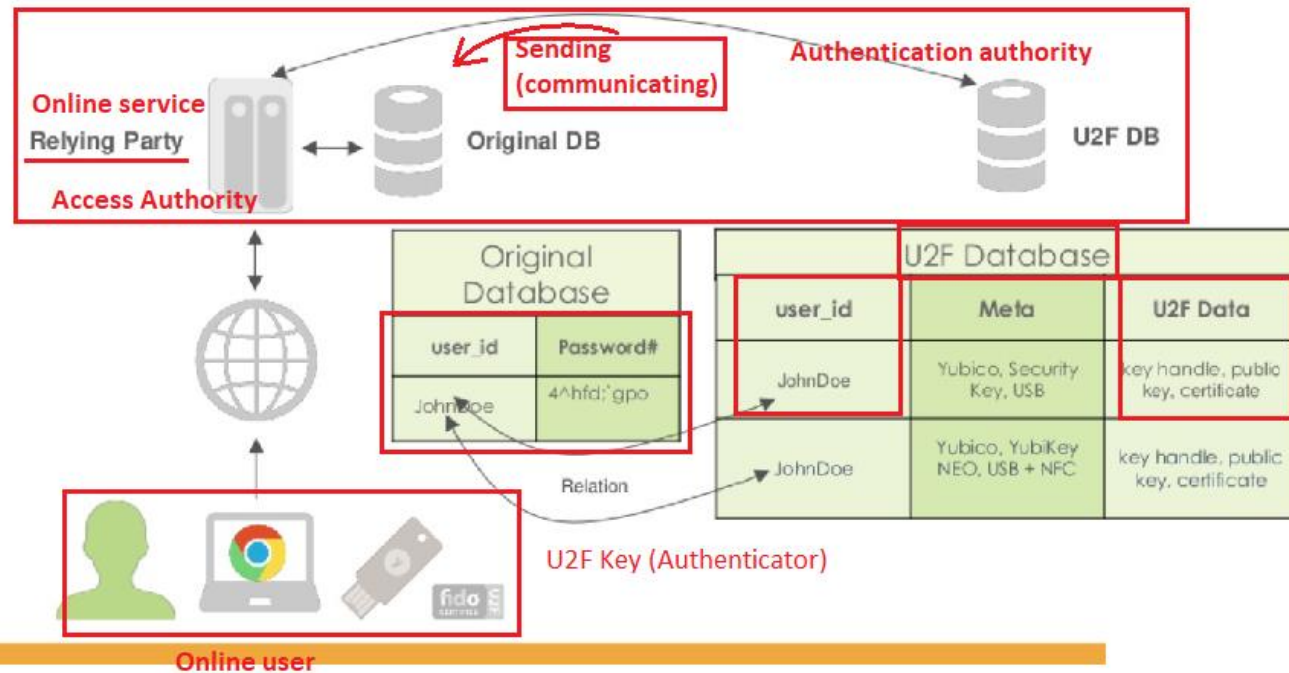 Sending
(communicating)
Authentication authority
Online service
Relying Party
Original DB
U2F DB
Access Authority
Original
Database
user_id Password#
JohnDoe 4^hfd;`gpo
U2F Database
user_id Meta U2F Data
JohnDoe
Yubico, Security
Key, USB
key handle, public
key, certificate
JohnDoe
Yubico, YubiKey
NEO, USB + NFC
key handle, public
key, certificate
Relation
U2F Key (Authenticator)
fido
CERTIFIED
U2F
Online user